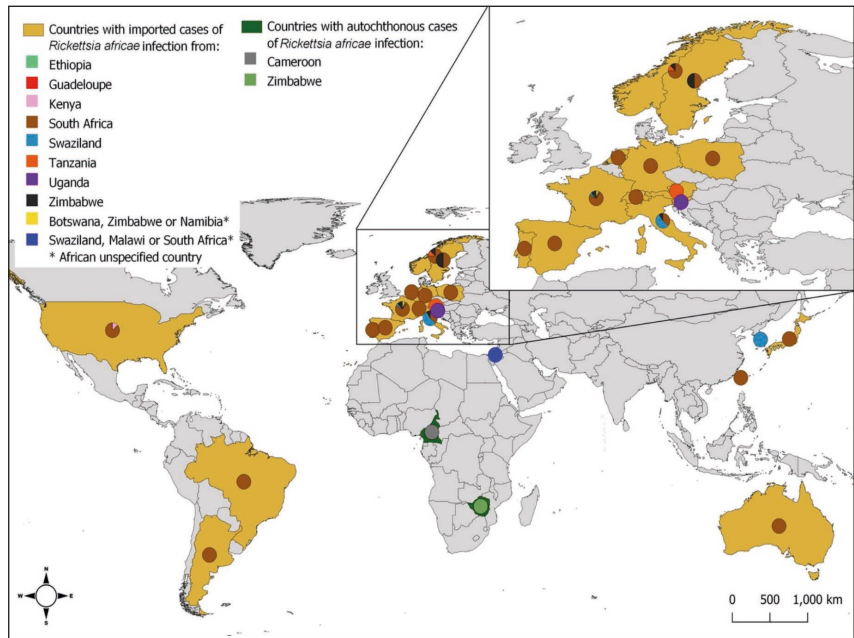 Countries with imported cases of
Rickettsia africae infection from:
Ethiopia
Guadeloupe
Kenya
South Africa
Swaziland
Tanzania
Uganda
Zimbabwe
Botswana, Zimbabwe or Namibia*
Swaziland, Malawi or South Africa*
* African unspecified country
Countries with autochthonous cases
of Rickettsia africae infection:
Cameroon
Zimbabwe
N
W
E
S
0 500 1,000 km